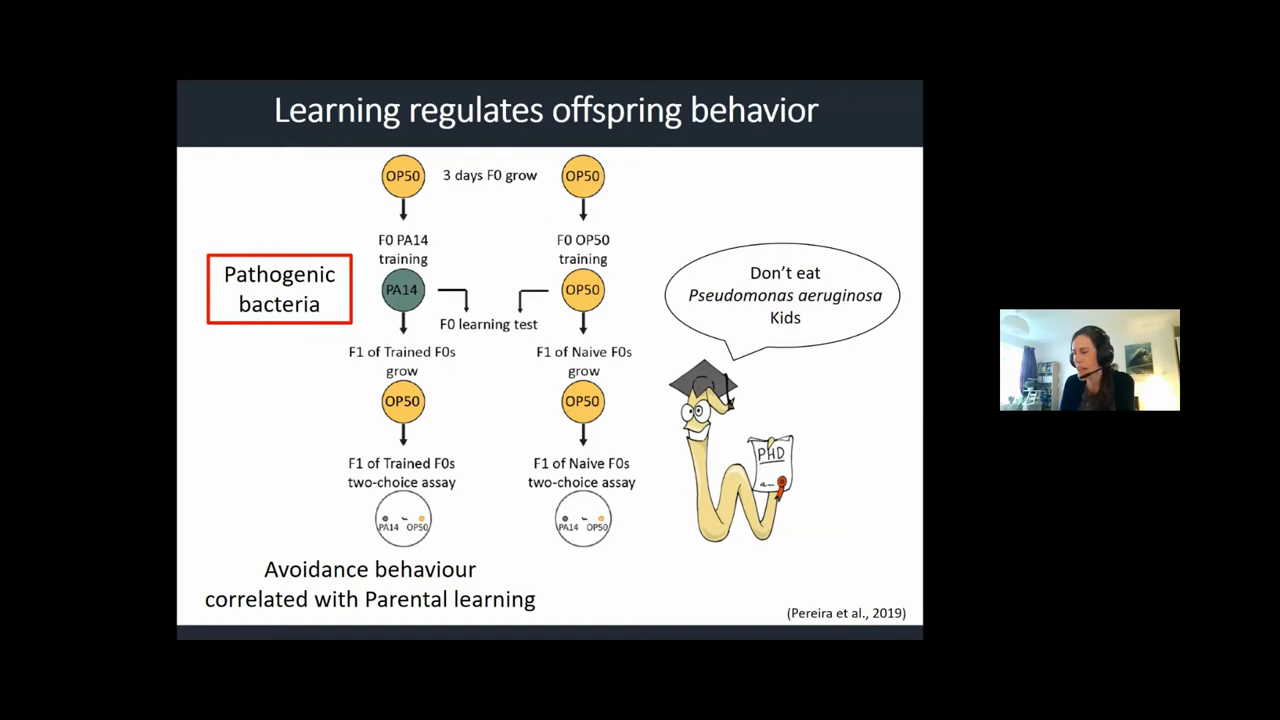 Learning regulates offspring behavior
OP50
3 days F0 grow
OP50
F0 PA14
training
F0 OP50
training
Pathogenic
bacteria
PA14
OP50
F0 learning test
F1 of Trained F0s
grow
F1 of Naive F0s
grow
OP50
OP50
F1 of Trained F0s
two-choice assay
F1 of Naive F0s
two-choice assay
PA14 OP50
PA14 OP50
Avoidance behaviour
correlated with Parental learning
Don't eat
Pseudomonas aeruginosa
Kids
PHD
(Pereira et al., 2019)